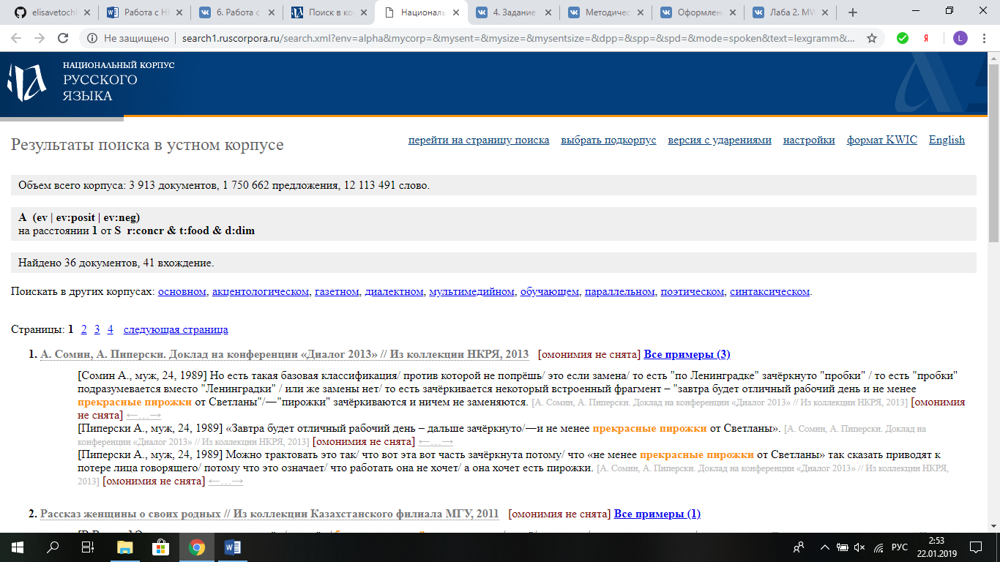 elisavetoch
Работа с Н
6. Работа с
Поиск в ко
Националь
4. Задание
Методичес
Оформлен
Лаба 2. MW
Не защищено | search1.ruscorpora.ru/search.xml?env=alpha&mycorp=&mysent=&mysize=&mysentsize=&dpp=&spp=&spd=&mode=spoken&text=lexgramm&...
L
НАЦИОНАЛЬНЫЙ КОРПУС
РУССКОГО
ЯЗЫКА
Результаты поиска в устном корпусе
перейти на страницу поиска выбрать подкорпус версия с ударениями настройки формат KWIC English
Объем всего корпуса: 3 913 документов, 1 750 662 предложения, 12 113 491 слово.
A (ev | ev:posit | ev:neg)
на расстоянии 1 от S r:concr & t:food & d:dim
Найдено 36 документов, 41 вхождение.
Поискать в других корпусах: основном, акцентологическом, газетном, диалектном, мультимедийном, обучающем, параллельном, поэтическом, синтаксическом.
Страницы: 1 2 3 4 следующая страница
1. А. Сомин, А. Пиперски. Доклад на конференции «Диалог 2013» // Из коллекции НКРЯ, 2013 [омонимия не снята] Все примеры (3)
[Сомин А., муж, 24, 1989] Но есть такая базовая классификация/ против которой не попрёшь/ это если замена/ то есть "по Ленинградке" зачёркнуто "пробки" / то есть "пробки"
подразумевается вместо "Ленинградки" / или же замены нет/ то есть зачёркивается некоторый встроенный фрагмент – "завтра будет отличный рабочий день и не менее
прекрасные пирожки от Светланы"/—"пирожки" зачёркиваются и ничем не заменяются. [А. Сомин, А. Пиперски. Доклад на конференции «Диалог 2013» // Из коллекции НКРЯ, 2013] [омонимия
не снята] ←…→
[Пиперски А., муж, 24, 1989] «Завтра будет отличный рабочий день – дальше зачёркнуто/—и не менее прекрасные пирожки от Светланы». [А. Сомин, А. Пиперски. Доклад на
конференции «Диалог 2013» // Из коллекции НКРЯ, 2013] [омонимия не снята] ←…→
[Пиперски А., муж, 24, 1989] Можно трактовать это так/ что вот эта вот часть зачёркнута потому/ что «не менее прекрасные пирожки от Светланы» так сказать приводят к
потере лица говорящего/ потому что это означает/ что работать она не хочет/ а она хочет есть пирожки. [А. Сомин, А. Пиперски. Доклад на конференции «Диалог 2013» // Из коллекции НКРЯ,
2013] [омонимия не снята] ←…→
2. Рассказ женщины о своих родных // Из коллекции Казахстанского филиала МГУ, 2011 [омонимия не снята] Все примеры (1)
РУС
2:53
22.01.2019